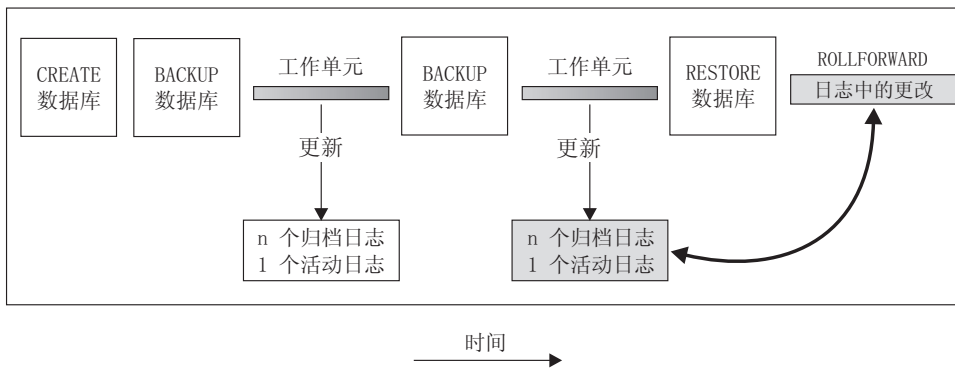 CREATE
数据库
BACKUP
数据库
工作单元
更新
n 个归档日志
1 个活动日志
BACKUP
数据库
工作单元
更新
n 个归档日志
1 个活动日志
RESTORE
数据库
ROLLFORWARD
日志中的更改
时间